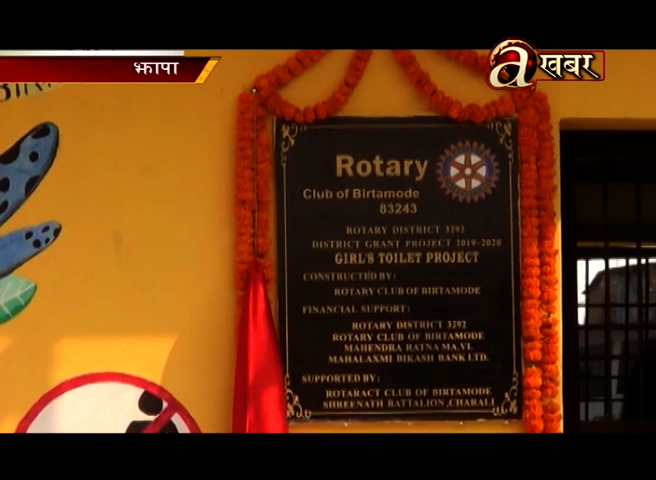 झापा
a खबर
Rotary
Club of Birtamode
83243
ROTARY DISTRICT 3292
DISTRICT GRANT PROJECT 2019-2020
GIRL'S TOILET PROJECT
CONSTRUCTED BY:
ROTARY CLUB OF BIRTAMODE
FINANCIAL SUPPORT:
ROTARY DISTRICT 3292
ROTARY CLUB OF BIRTAMODE
MAHENDRA RATNA MA.VI.
MAHALAXMI BIKASH BANK LTD.
SUPPORTED BY:
ROTARACT CLUB OF BIRTAMODE
SHREENATH BATTALION, CHARALI